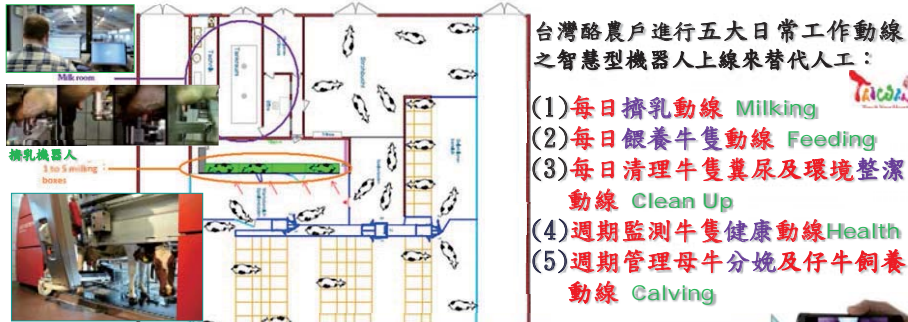 Milk room
擠乳機器人
1 to 5 milking
boxes
台灣酪農戶進行五大日常工作動線
之智慧型機器人上線來替代人工：
(1)每日擠乳動線 Milking
(2)每日餵養牛隻動線 Feeding
(3)每日清理牛隻糞尿及環境整潔
動線 Clean Up
(4)週期監測牛隻健康動線Health
(5)週期管理母牛分娩及仔牛飼養
動線 Calving